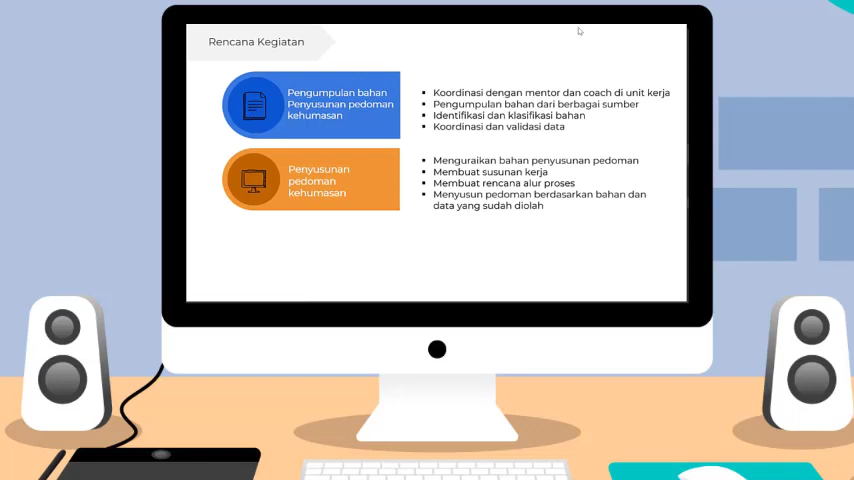 Rencana Kegiatan
Pengumpulan bahan
Penyusunan pedoman
kehumasan
Koordinasi dengan mentor dan coach di unit kerja
Pengumpulan bahan dari berbagai sumber
Identifikasi dan klasifikasi bahan
Koordinasi dan validasi data
Penyusunan
pedoman
kehumasan
Menguraikan bahan penyusunan pedoman
Membuat susunan kerja
Membuat rencana alur proses
Menyusun pedoman berdasarkan bahan dan
data yang sudah diolah